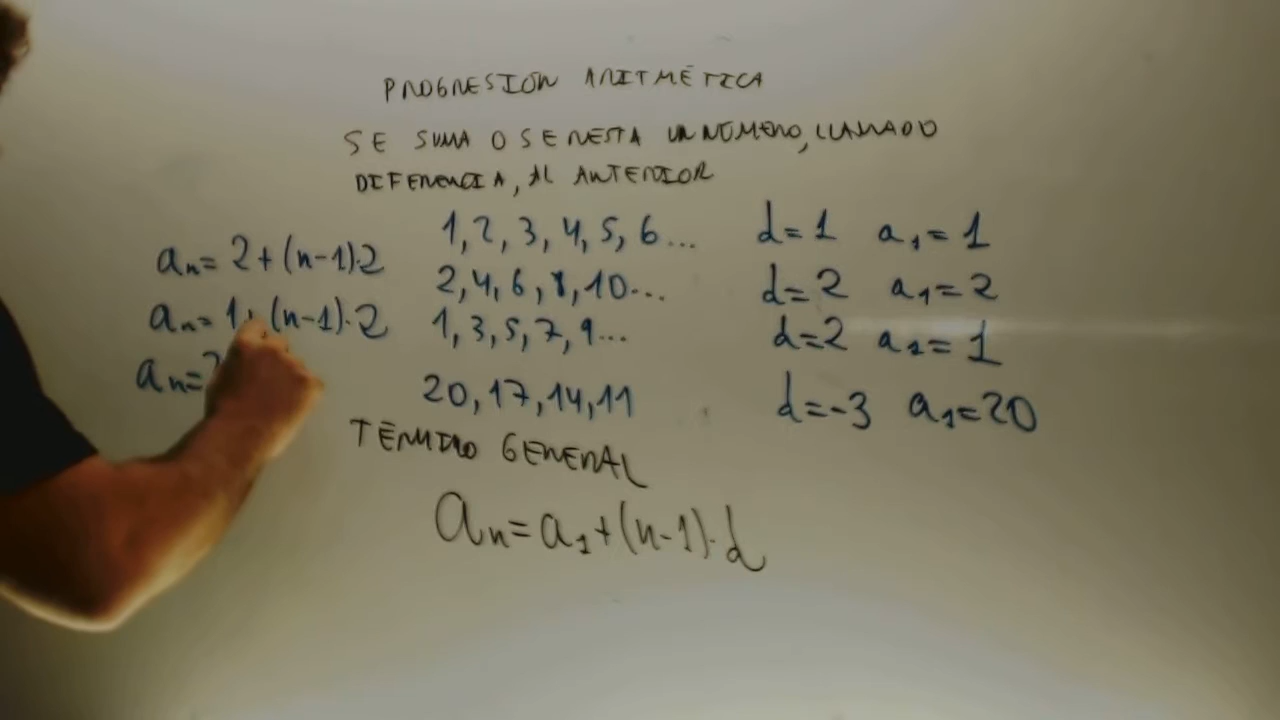 PROGRESIÓN ARITMÉTICA
SE SUMA O SE RESTA UN NÚMERO, LLAMADO
DIFERENCIA, AL ANTERIOR
1, 2, 3, 4, 5, 6... d=1 a₁=1
aₙ= 2+(n-1)·2 2, 4, 6, 8, 10... d=2 a₁=2
aₙ= 1+(n-1)·2 1, 3, 5, 7, 9... d=2 a₁=1
aₙ= 20, 17, 14, 11 d=-3 a₁=20
TÉRMINO GENERAL
aₙ=a₁+(n-1)·d